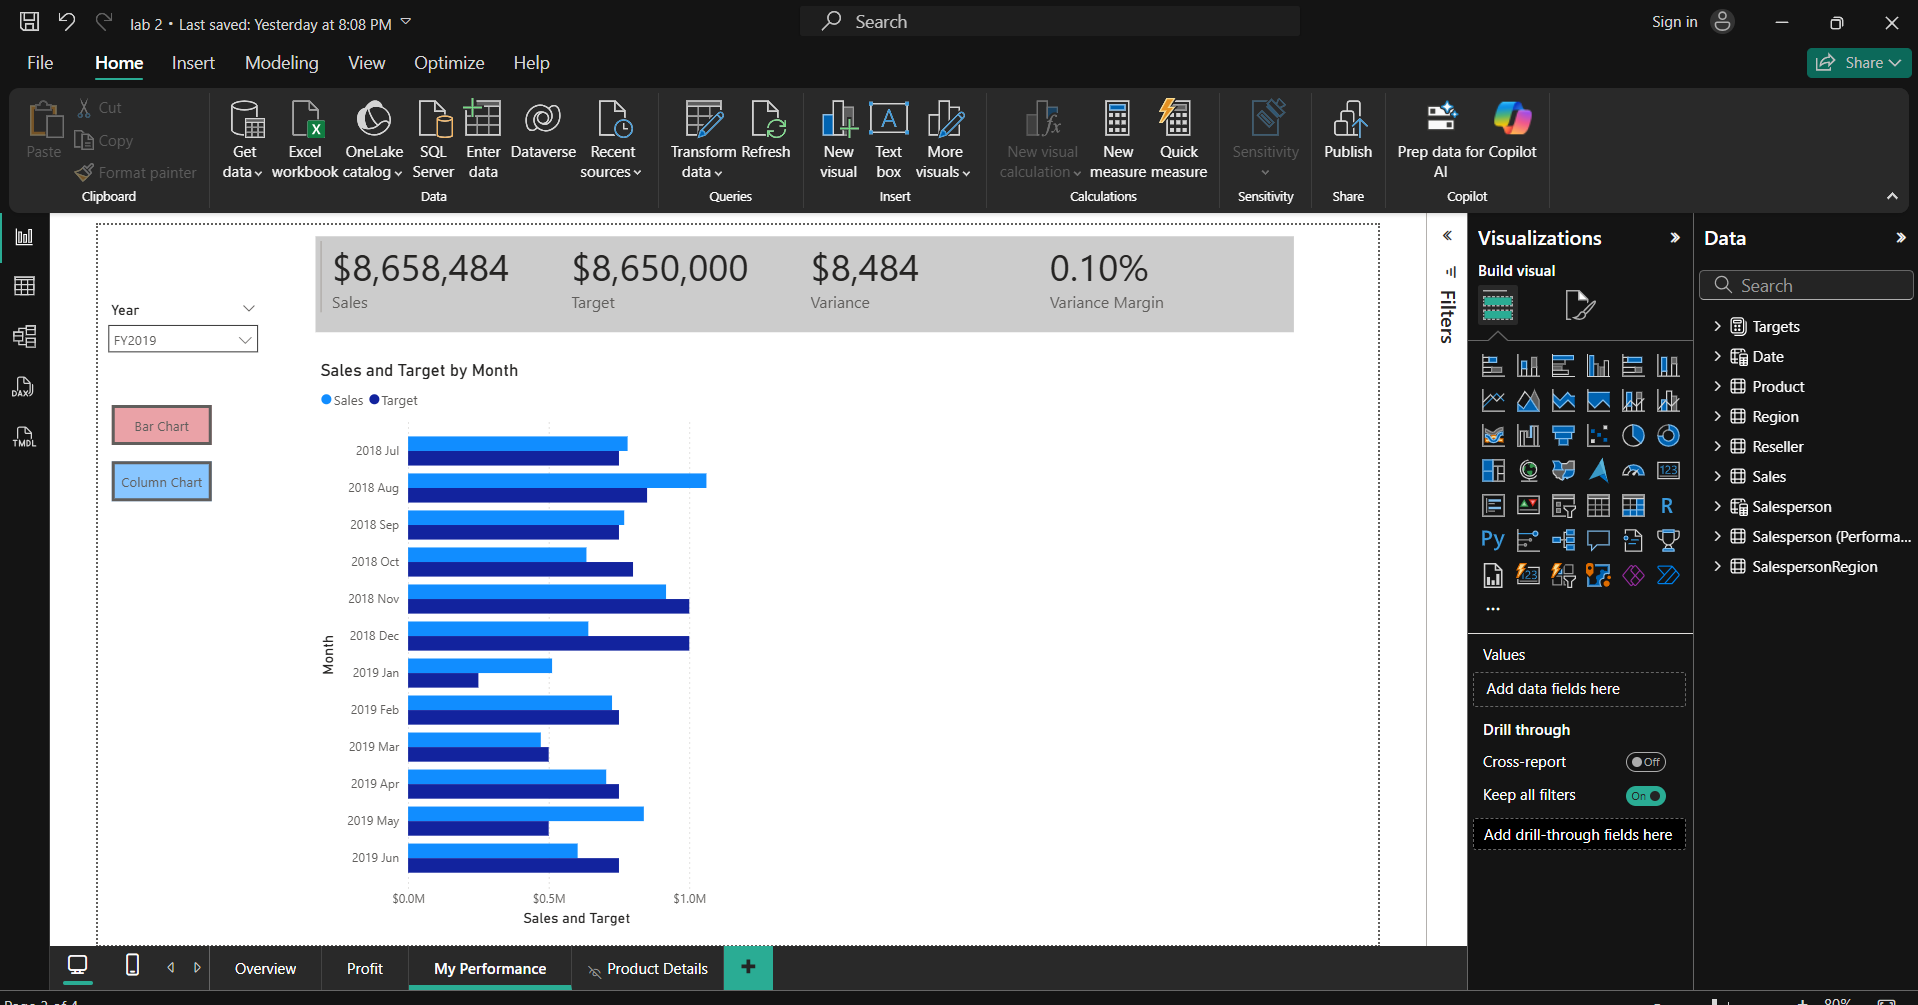 lab 2 • Last saved: Yesterday at 8:08 PM
Search
Sign in
File Home Insert Modeling View Optimize Help
Share
Paste
Cut
Copy
Format painter
Clipboard
Get data
Excel workbook
OneLake catalog
SQL Server
Enter data
Dataverse
Recent sources
Data
Transform data
Refresh
Queries
New visual
Text box
More visuals
Insert
New visual calculation
New measure
Quick measure
Calculations
Sensitivity
Sensitivity
Publish
Share
Prep data for AI
Copilot
Copilot
DAX
TMDL
Year
FY2019
Bar Chart
Column Chart
$8,658,484
Sales
$8,650,000
Target
$8,484
Variance
0.10%
Variance Margin
Sales and Target by Month
Sales Target
Month
2018 Jul
2018 Aug
2018 Sep
2018 Oct
2018 Nov
2018 Dec
2019 Jan
2019 Feb
2019 Mar
2019 Apr
2019 May
2019 Jun
$0.0M $0.5M $1.0M
Sales and Target
Filters
Visualizations
Build visual
123
R
Py
123
...
Values
Add data fields here
Drill through
Cross-report
Off
Keep all filters
On
Add drill-through fields here
Data
Search
Targets
Date
Product
Region
Reseller
Sales
Salesperson
Salesperson (Performa...
SalespersonRegion
Overview
Profit
My Performance
Product Details
+
80%